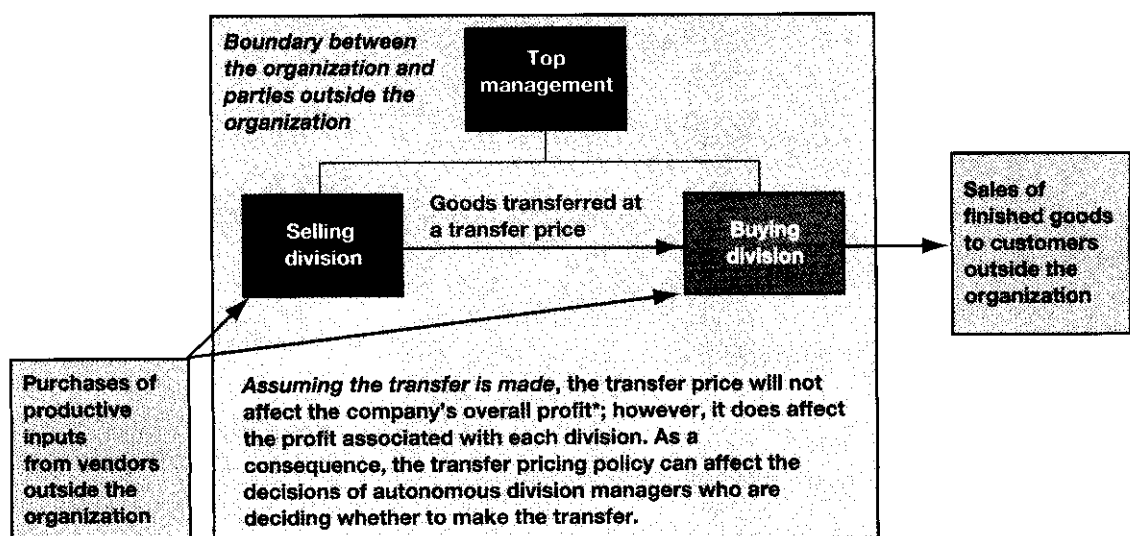 Boundary between
the organization and
parties outside the
organization
Top
management
Selling
division
Goods transferred at
a transfer price
Buying
division
Sales of
finished goods
to customers
outside the
organization
Purchases of
productive
inputs
from vendors
outside the
organization
Assuming the transfer is made, the transfer price will not
affect the company's overall profit*; however, it does affect
the profit associated with each division. As a
consequence, the transfer pricing policy can affect the
decisions of autonomous division managers who are
deciding whether to make the transfer.